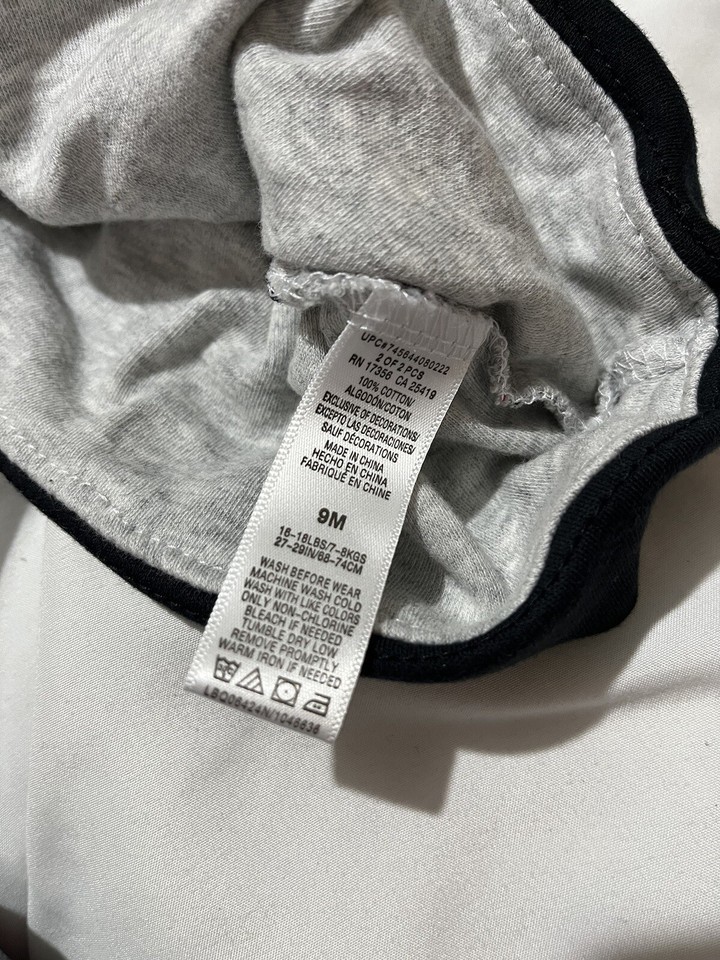 UPC#745644080222
2 OF 2 PCS
RN 17356 CA 25419
100% COTTON/
ALGODÓN/COTON
EXCLUSIVE OF DECORATIONS/
EXCEPTO LAS DECORACIONES/
SAUF DÉCORATIONS
MADE IN CHINA
HECHO EN CHINA
FABRIQUÉ EN CHINE
9M
16-18LBS/7-8KGS
27-29IN/68-74CM
WASH BEFORE WEAR
MACHINE WASH COLD
WASH WITH LIKE COLORS
ONLY NON-CHLORINE
BLEACH IF NEEDED
TUMBLE DRY LOW
REMOVE PROMPTLY
WARM IRON IF NEEDED
LBQ08424N/1046636